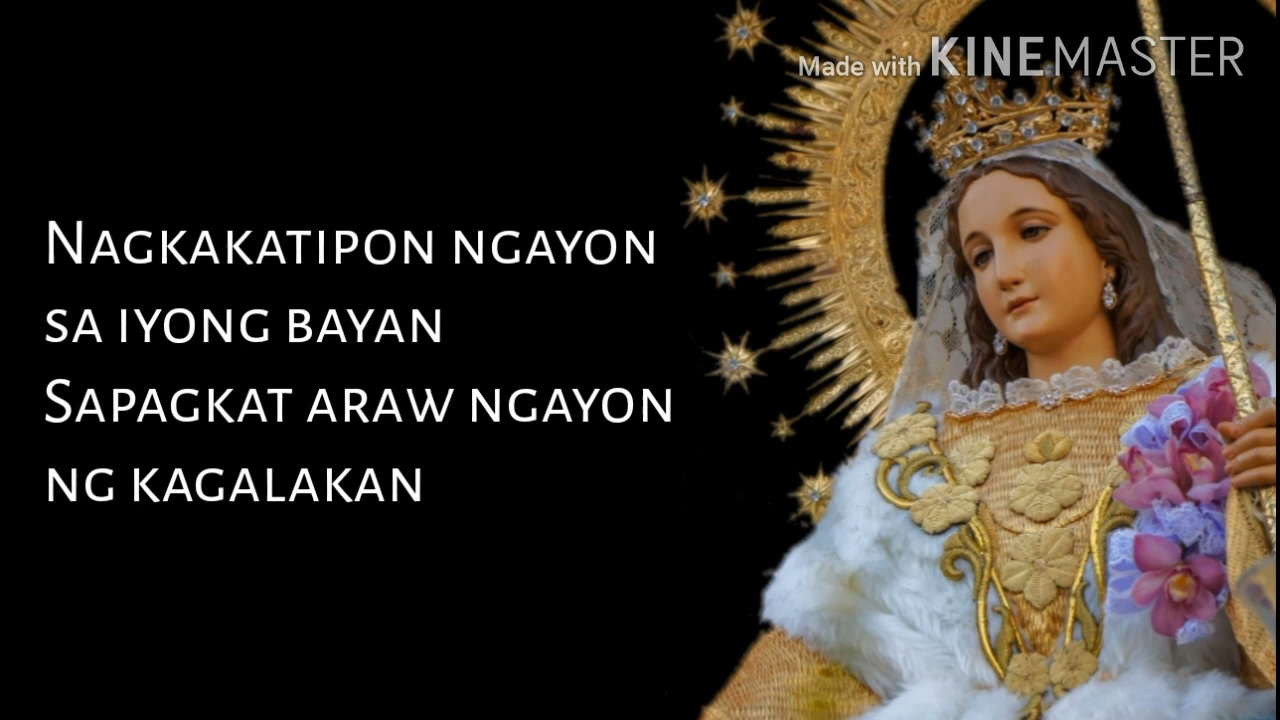 Made with KINEMASTER
Nagkakatipon ngayon
sa iyong bayan
Sapagkat araw ngayon
ng kagalakan